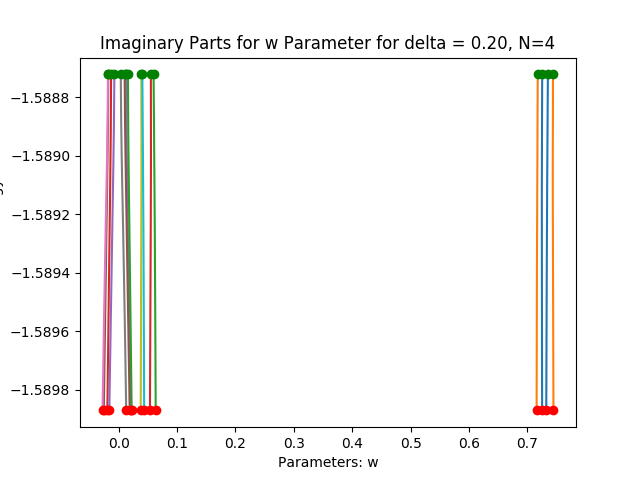 Imaginary Parts for w Parameter for delta = 0.20, N=4
−1.5888
−1.5890
−1.5892
−1.5894
−1.5896
−1.5898
0.0 0.1 0.2 0.3 0.4 0.5 0.6 0.7
Parameters: w